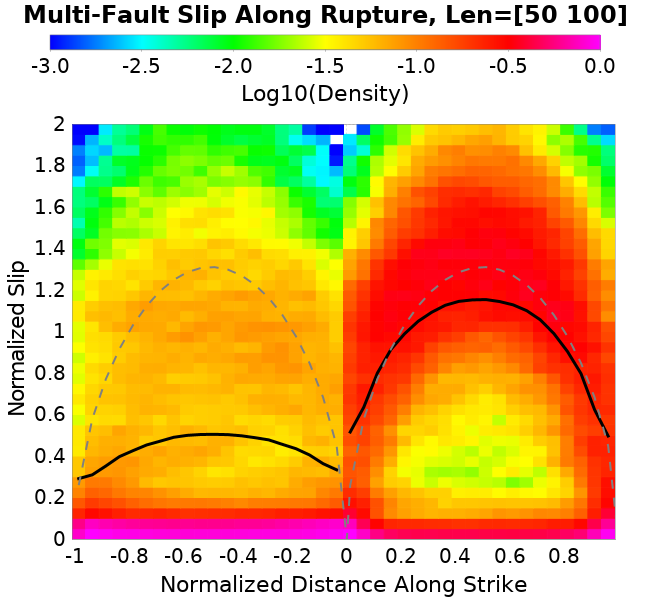 Multi-Fault Slip Along Rupture, Len=[50 100]
-3.0 -2.5 -2.0 -1.5 -1.0 -0.5 0.0
Log10(Density)
2
1.8
1.6
1.4
1.2
1
0.8
0.6
0.4
0.2
0
Normalized Slip
-1 -0.8 -0.6 -0.4 -0.2 0 0.2 0.4 0.6 0.8
Normalized Distance Along Strike